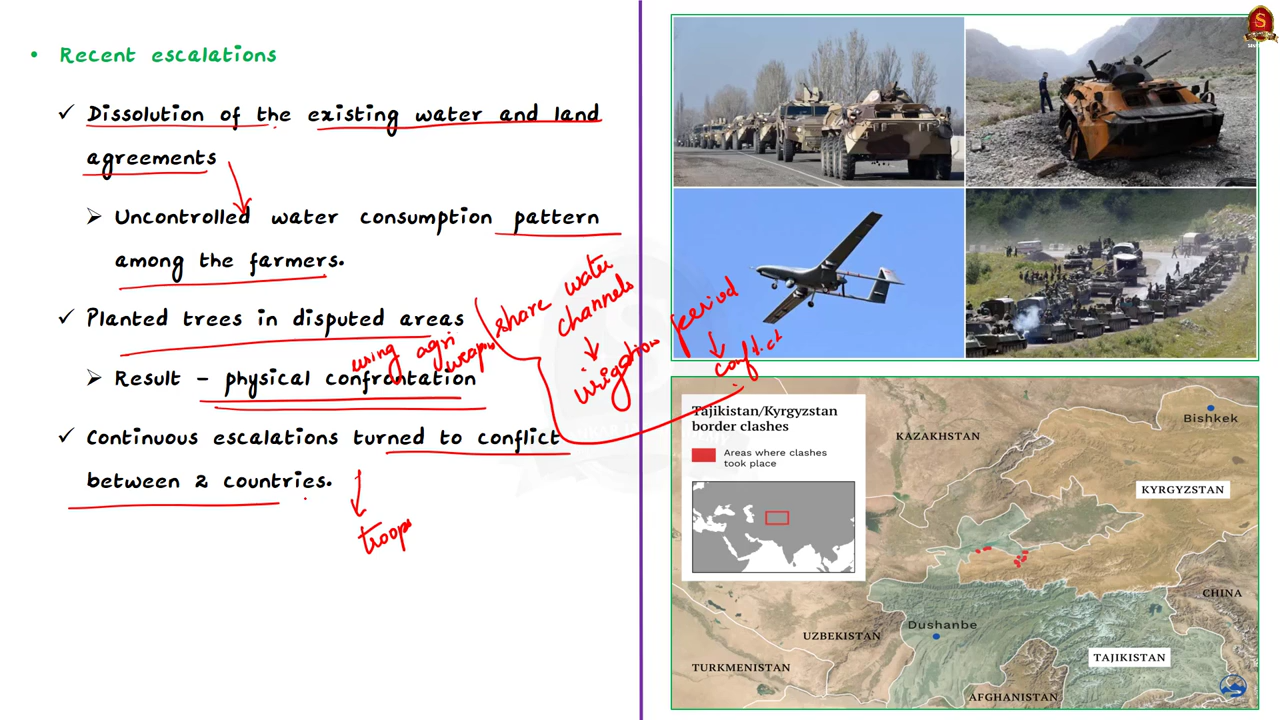 • Recent escalations
✓ Dissolution of the existing water and land
agreements
➢ Uncontrolled water consumption pattern
among the farmers.
✓ Planted trees in disputed areas
using agri
➢ Result – physical confrontation
✓ Continuous escalations turned to conflict
between 2 countries.
troops
share water
channels
irrigation period
conflict
Tajikistan/Kyrgyzstan
border clashes
Areas where clashes
took place
Bishkek
KAZAKHSTAN
KYRGYZSTAN
CHINA
Dushanbe
UZBEKISTAN
TAJIKISTAN
TURKMENISTAN
AFGHANISTAN